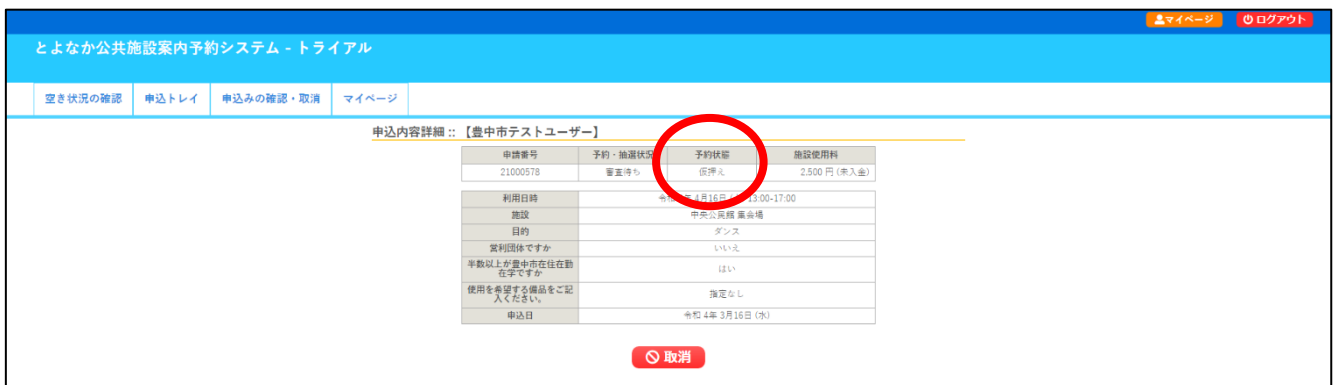 マイページ ログアウト
とよなか公共施設案内予約システム - トライアル
空き状況の確認 申込トレイ 申込みの確認・取消 マイページ
申込内容詳細 :: 【豊中市テストユーザー】
申請番号 予約・抽選状況 予約状態 施設使用料
21000578 審査待ち 仮押え 2,500 円 (未入金)
利用日時 4月16日 13:00-17:00
施設 中央公民館 集会場
目的 ダンス
営利団体ですか いいえ
半数以上が豊中市在住在勤
在学ですか はい
使用を希望する備品をご記
入ください。 指定なし
申込日 令和 4年 3月16日 (水)
取消